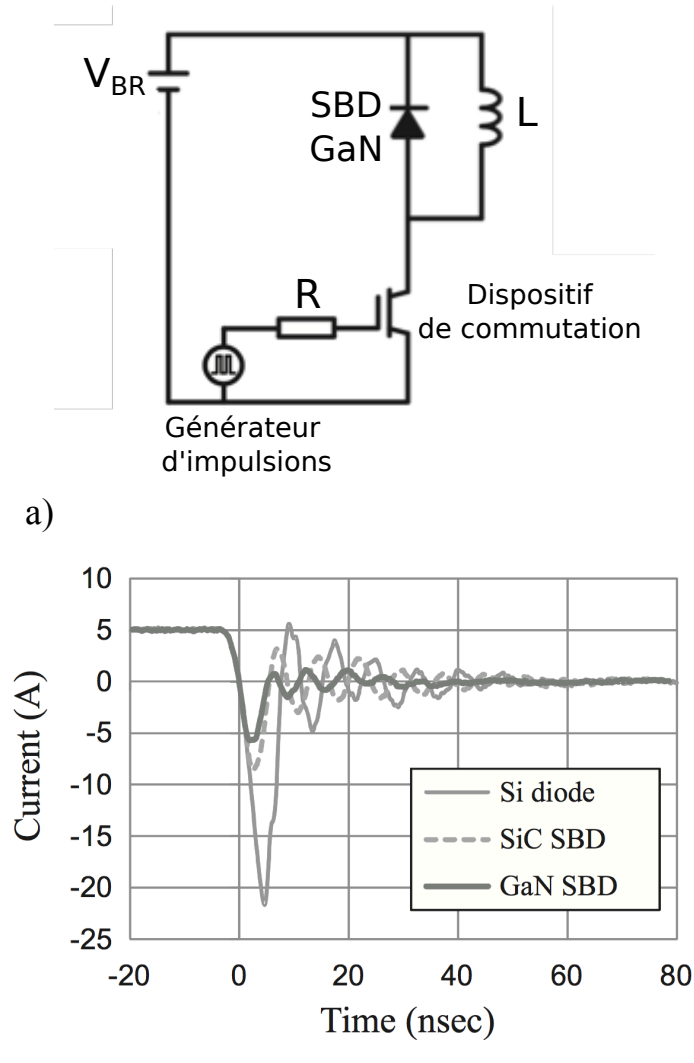 V_BR
SBD
GaN
L
R
Dispositif
de commutation
Générateur
d'impulsions
a)
10
5
0
-5
-10
-15
-20
-25
Current (A)
Si diode
SiC SBD
GaN SBD
-20
0
20
40
60
80
Time (nsec)